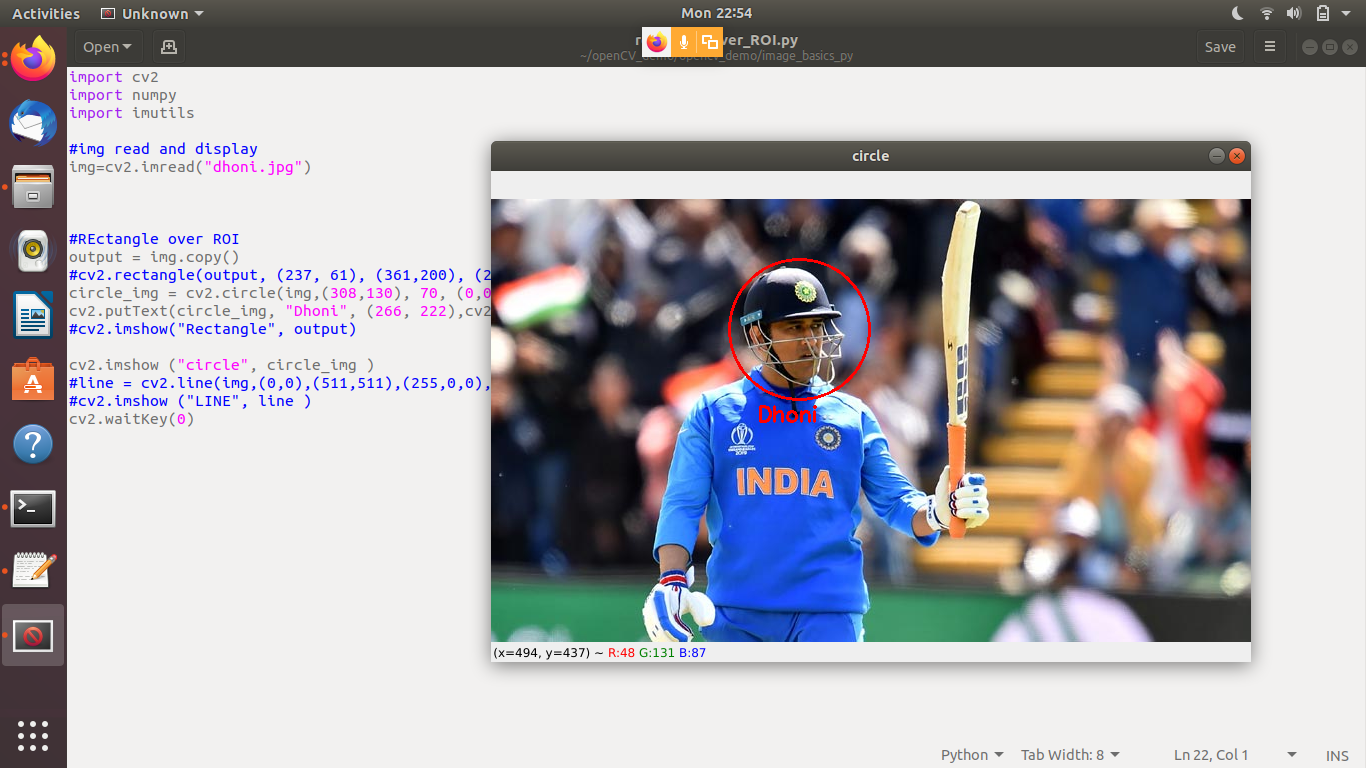 Activities Unknown Mon 22:54
Open Save
ver_ROI.py
~/openCV_demo/opencv_demo/image_basics_py
import cv2
import numpy
import imutils
#img read and display
img=cv2.imread("dhoni.jpg")
#REctangle over ROI
output = img.copy()
#cv2.rectangle(output, (237, 61), (361,200), (2
circle_img = cv2.circle(img,(308,130), 70, (0,0
cv2.putText(circle_img, "Dhoni", (266, 222),cv2
#cv2.imshow("Rectangle", output)
cv2.imshow ("circle", circle_img )
#line = cv2.line(img,(0,0),(511,511),(255,0,0),
#cv2.imshow ("LINE", line )
cv2.waitKey(0)
circle
Dhoni
2019
INDIA
(x=494, y=437) ~ R:48 G:131 B:87
Python Tab Width: 8 Ln 22, Col 1 INS